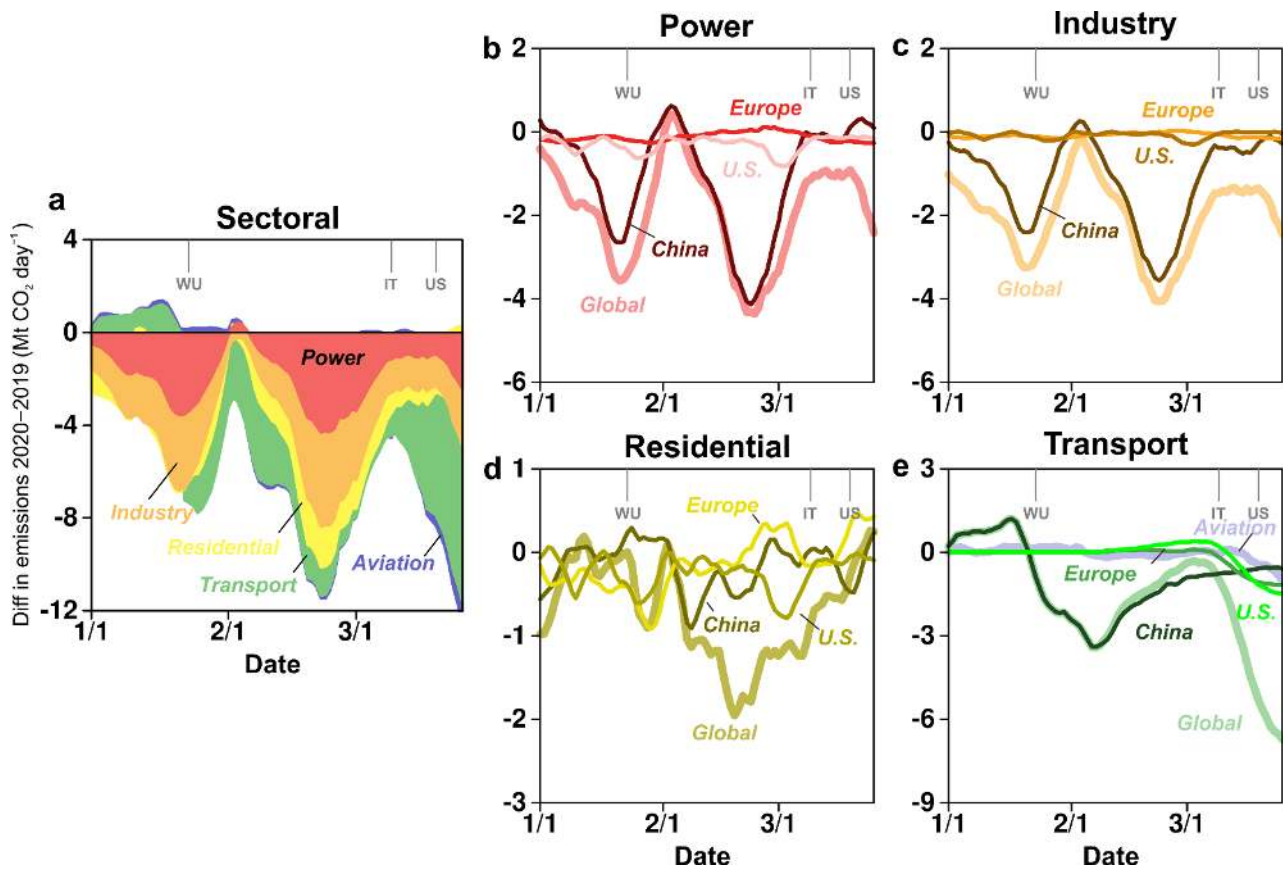 a
Sectoral
Diff in emissions 2020–2019 (Mt CO₂ day⁻¹)
4
0
-4
-8
-12
WU
IT
US
Power
Industry
Residential
Transport
Aviation
1/1
2/1
3/1
Date
b
Power
2
0
-2
-4
-6
WU
IT
US
Europe
U.S.
China
Global
1/1
2/1
3/1
c
Industry
2
0
-2
-4
-6
WU
IT
US
Europe
U.S.
China
Global
1/1
2/1
3/1
d
Residential
1
0
-1
-2
-3
WU
IT
US
Europe
China
U.S.
Global
1/1
2/1
3/1
Date
e
Transport
3
0
-3
-6
-9
WU
IT
US
Aviation
Europe
U.S.
China
Global
1/1
2/1
3/1
Date